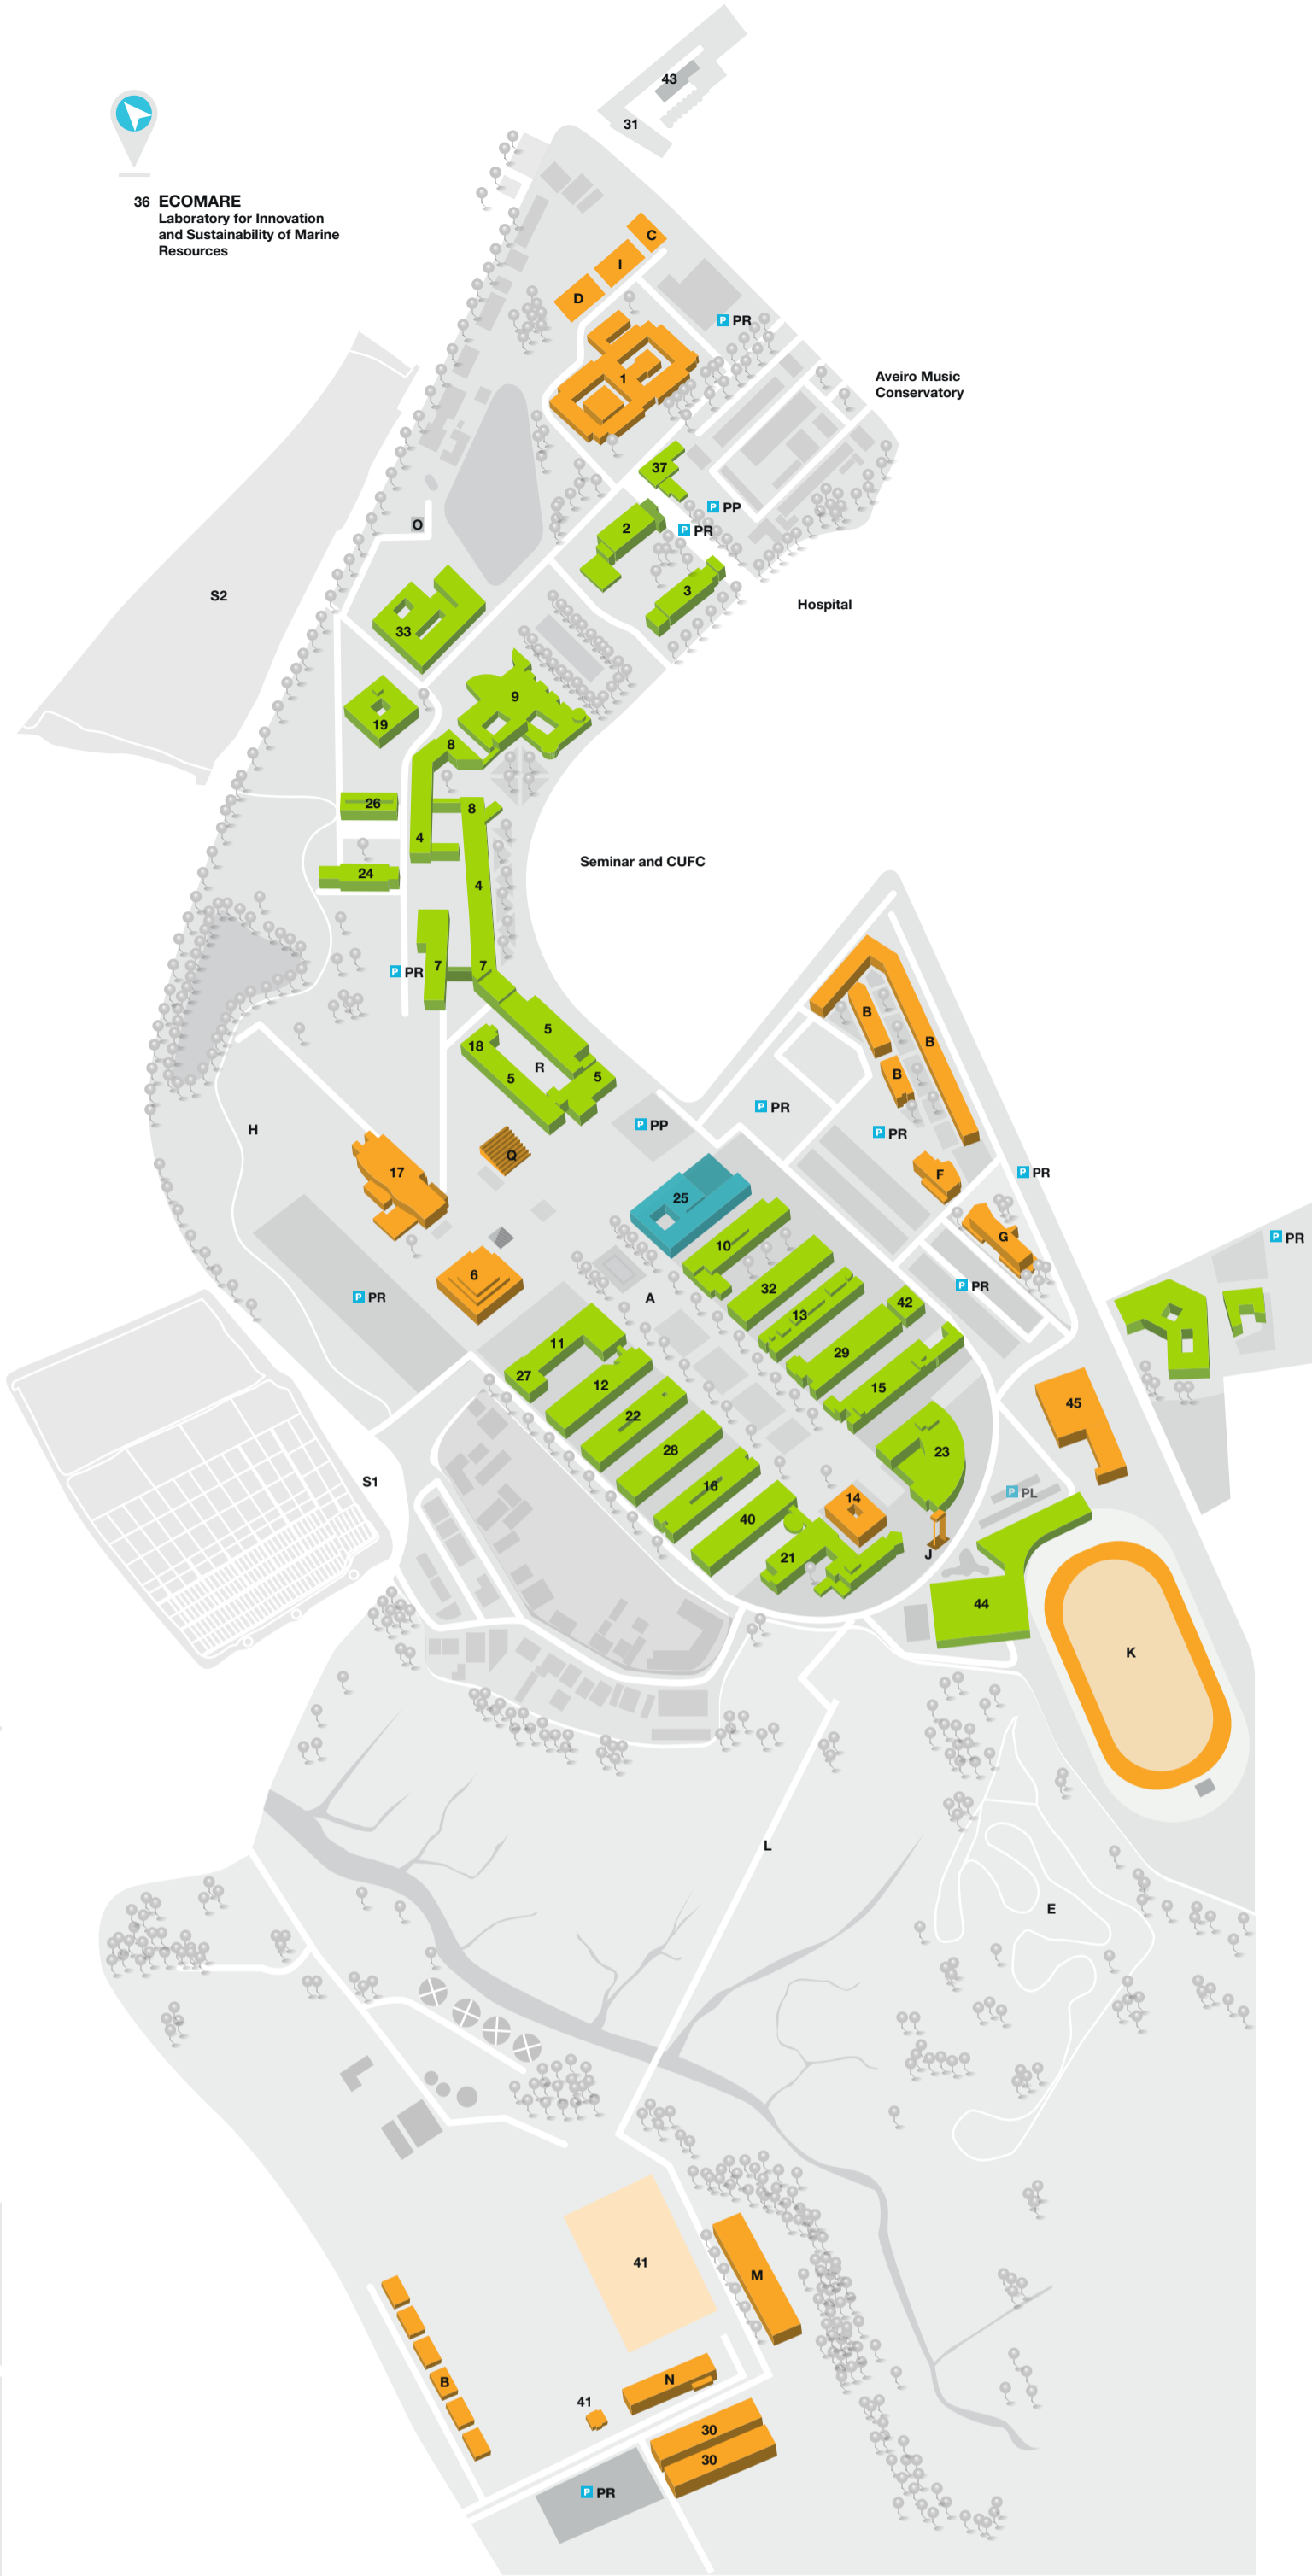 43
31
36 ECOMARE
Laboratory for Innovation
and Sustainability of Marine
Resources
C
I
D
P PR
1
Aveiro Music
Conservatory
37
P PP
O
2
P PR
3
S2
Hospital
33
9
19
8
26
8
4
Seminar and CUFC
24
4
7
7
P PR
B
5
B
18
R
5
5
B
P PR
P PP
H
P PR
Q
17
F
P PR
25
G
P PR
10
6
32
P PR
P PR
A
42
13
11
29
27
12
15
45
22
28
23
S1
16
P PL
14
40
J
21
44
K
L
E
41
M
N
B
41
30
30
P PR